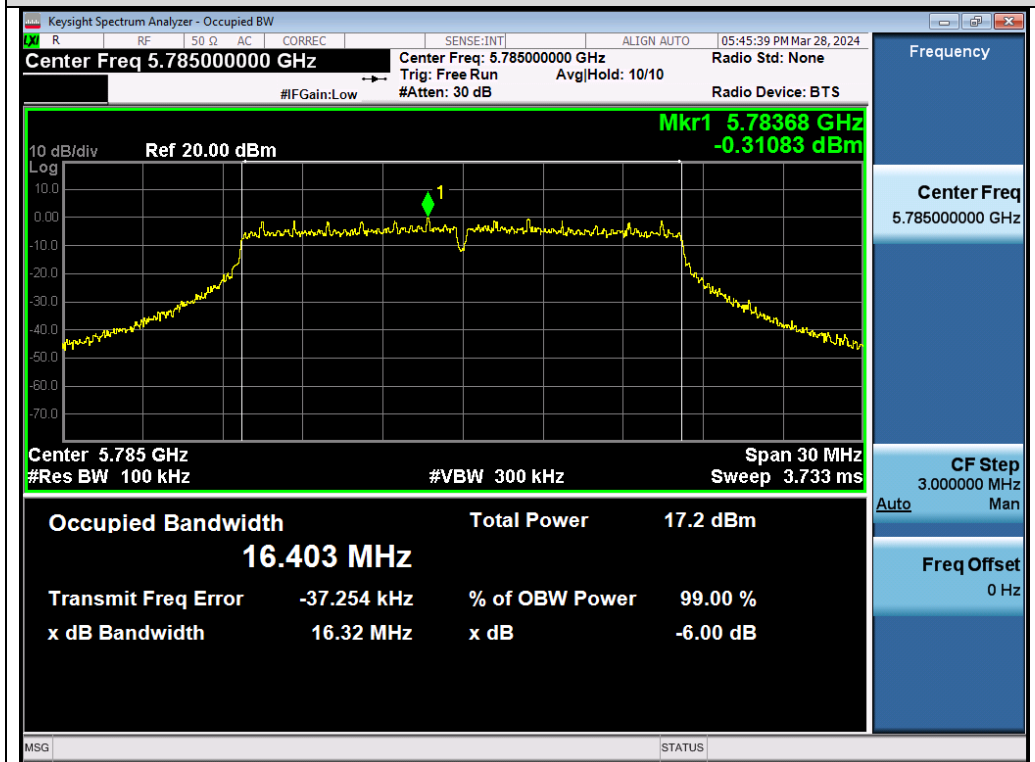 Keysight Spectrum Analyzer - Occupied BW
LXI R RF 50 Ω AC CORREC SENSE:INT ALIGN AUTO 05:45:39 PM Mar 28, 2024
Center Freq 5.785000000 GHz
#IFGain:Low
Center Freq: 5.785000000 GHz
Trig: Free Run Avg|Hold: 10/10
#Atten: 30 dB
Radio Std: None
Radio Device: BTS
Mkr1 5.78368 GHz
-0.31083 dBm
10 dB/div Ref 20.00 dBm
Log
10.0
0.00
-10.0
-20.0
-30.0
-40.0
-50.0
-60.0
-70.0
1
Center 5.785 GHz Span 30 MHz
#Res BW 100 kHz #VBW 300 kHz Sweep 3.733 ms
Occupied Bandwidth Total Power 17.2 dBm
16.403 MHz
Transmit Freq Error -37.254 kHz % of OBW Power 99.00 %
x dB Bandwidth 16.32 MHz x dB -6.00 dB
MSG STATUS
Frequency
Center Freq
5.785000000 GHz
CF Step
3.000000 MHz
Auto Man
Freq Offset
0 Hz